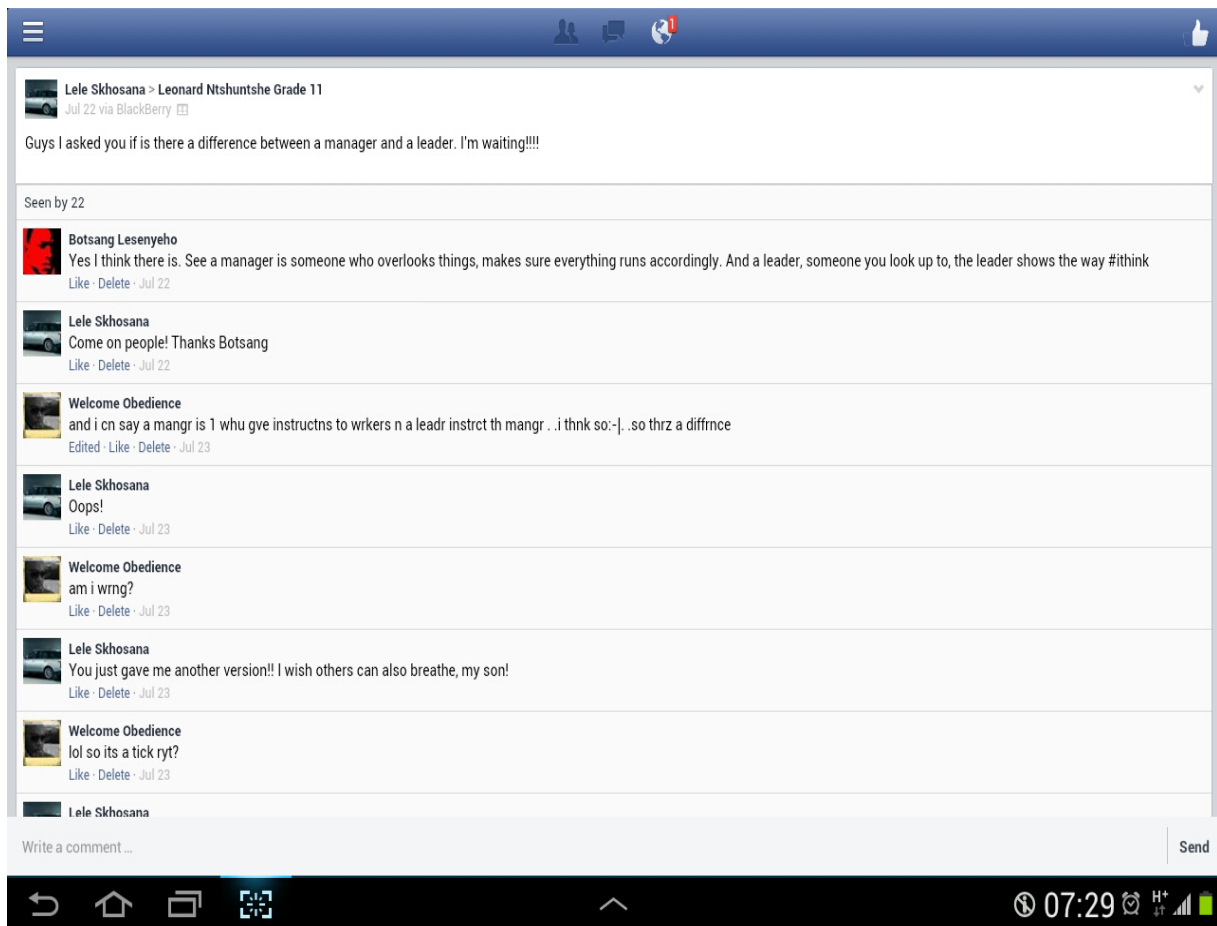 1
Lele Skhosana > Leonard Ntshuntshe Grade 11
Jul 22 via BlackBerry
Guys I asked you if is there a difference between a manager and a leader. I'm waiting!!!!
Seen by 22
Botsang Lesenyeho
Yes I think there is. See a manager is someone who overlooks things, makes sure everything runs accordingly. And a leader, someone you look up to, the leader shows the way #ithink
Like · Delete · Jul 22
Lele Skhosana
Come on people! Thanks Botsang
Like · Delete · Jul 22
Welcome Obedience
and i cn say a mangr is 1 whu gve instructns to wrkers n a leadr instrct th mangr . .i thnk so:-|. .so thrz a diffrnce
Edited · Like · Delete · Jul 23
Lele Skhosana
Oops!
Like · Delete · Jul 23
Welcome Obedience
am i wrng?
Like · Delete · Jul 23
Lele Skhosana
You just gave me another version!! I wish others can also breathe, my son!
Like · Delete · Jul 23
Welcome Obedience
lol so its a tick ryt?
Like · Delete · Jul 23
Lele Skhosana
Write a comment ...
Send
07:29
H+